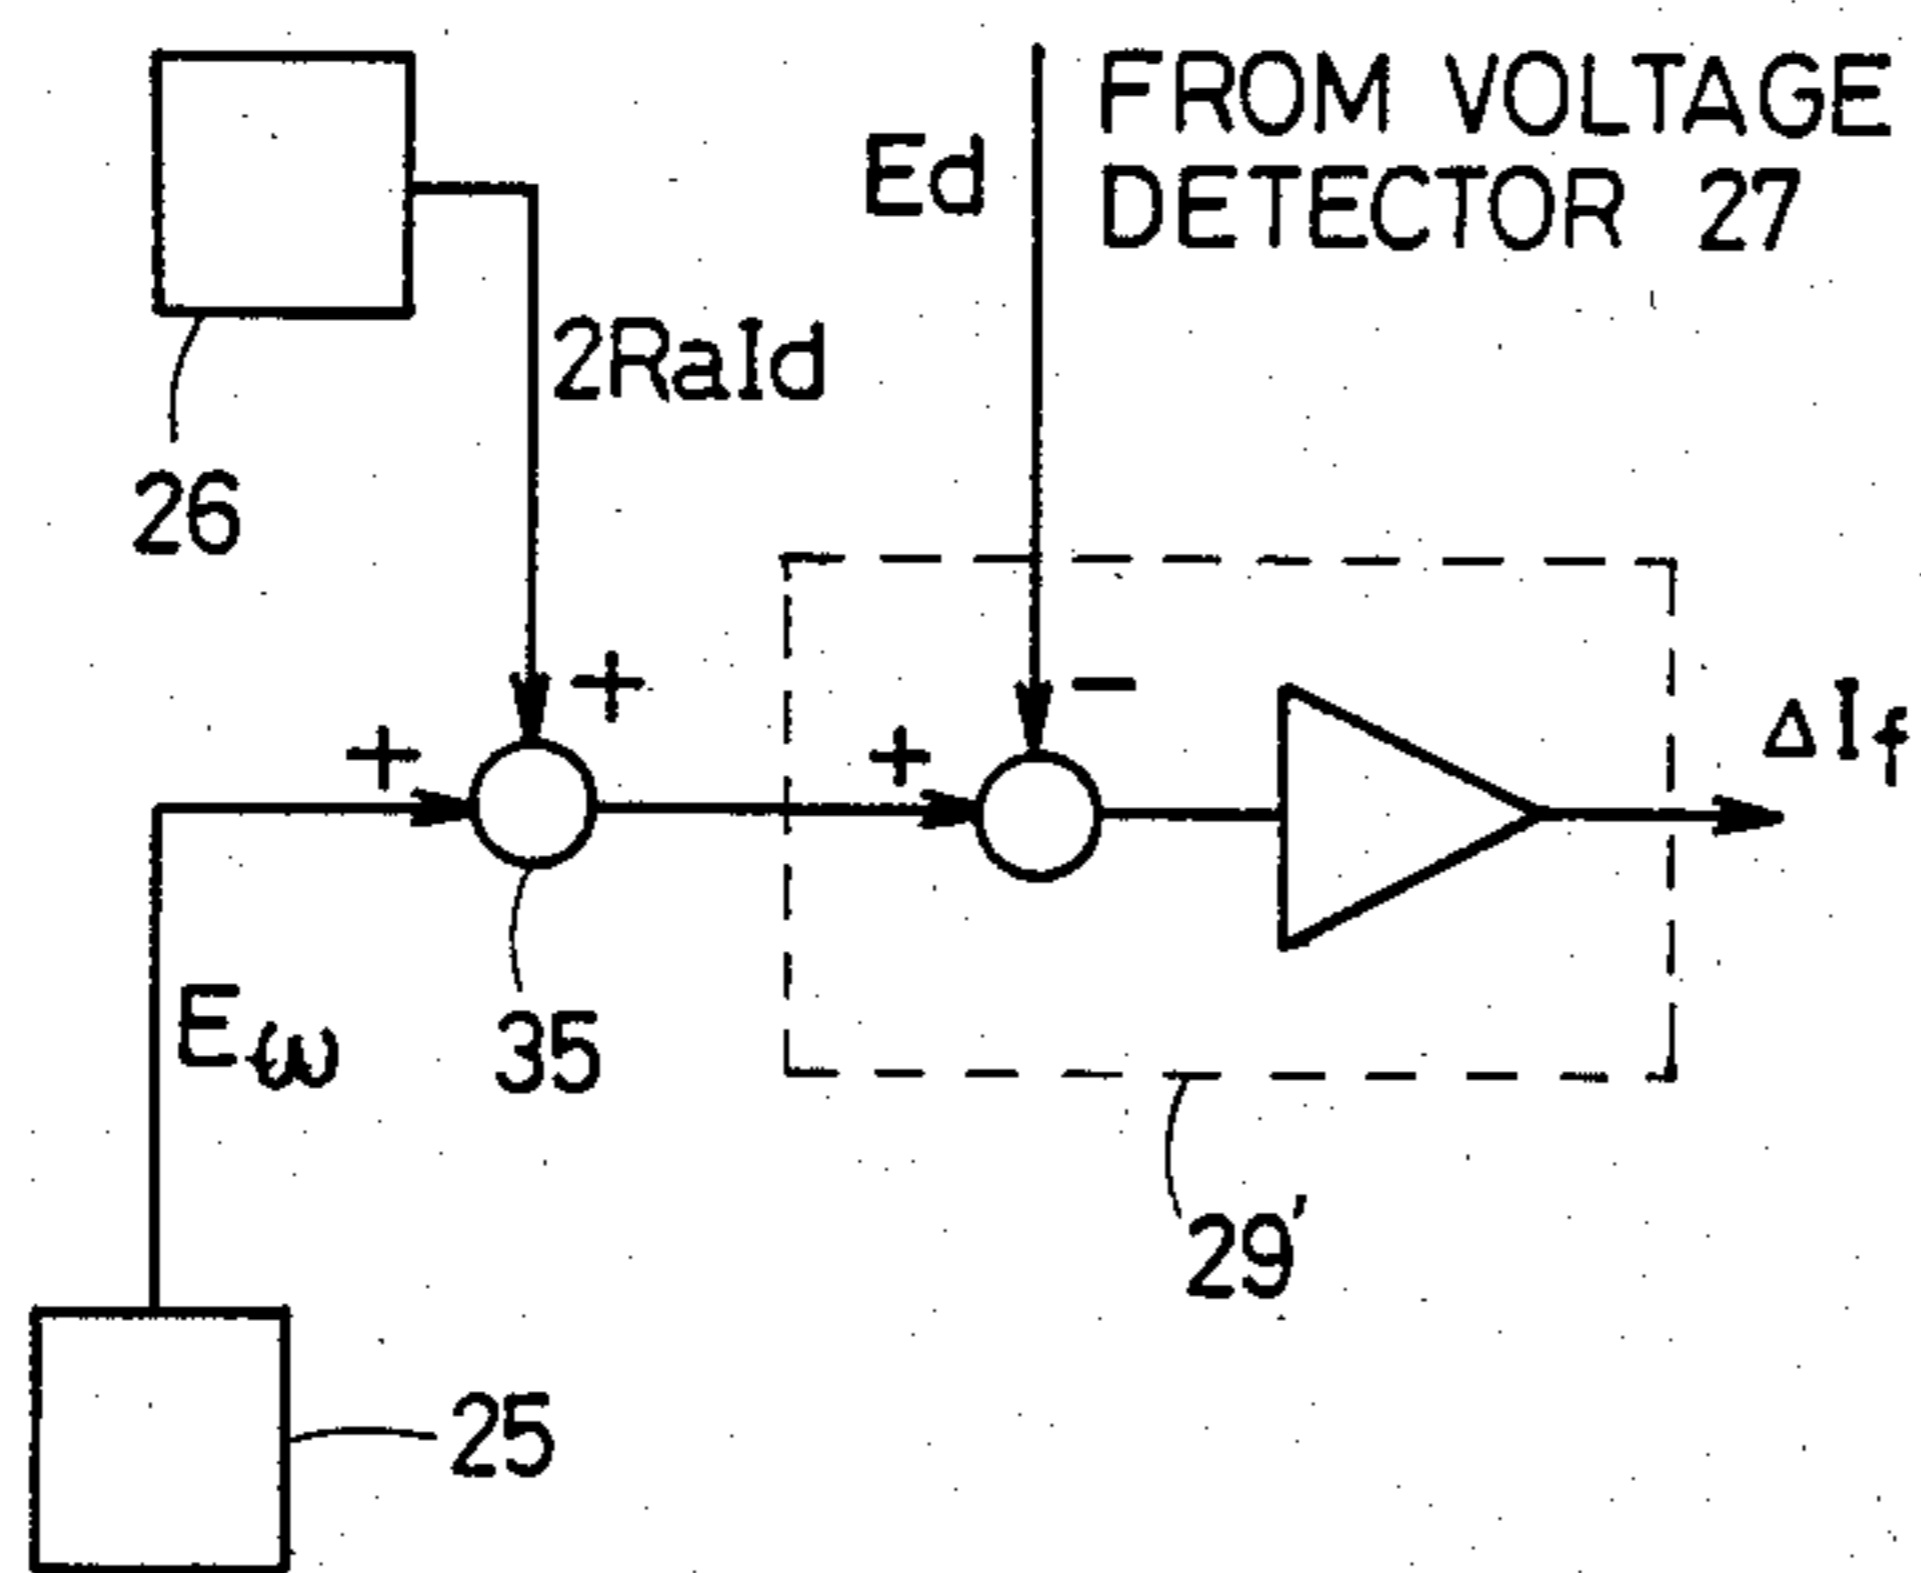 FROM VOLTAGE
DETECTOR 27
Ed
2RaId
26
+
+
+
−
ΔIf
Eω
35
29'
25